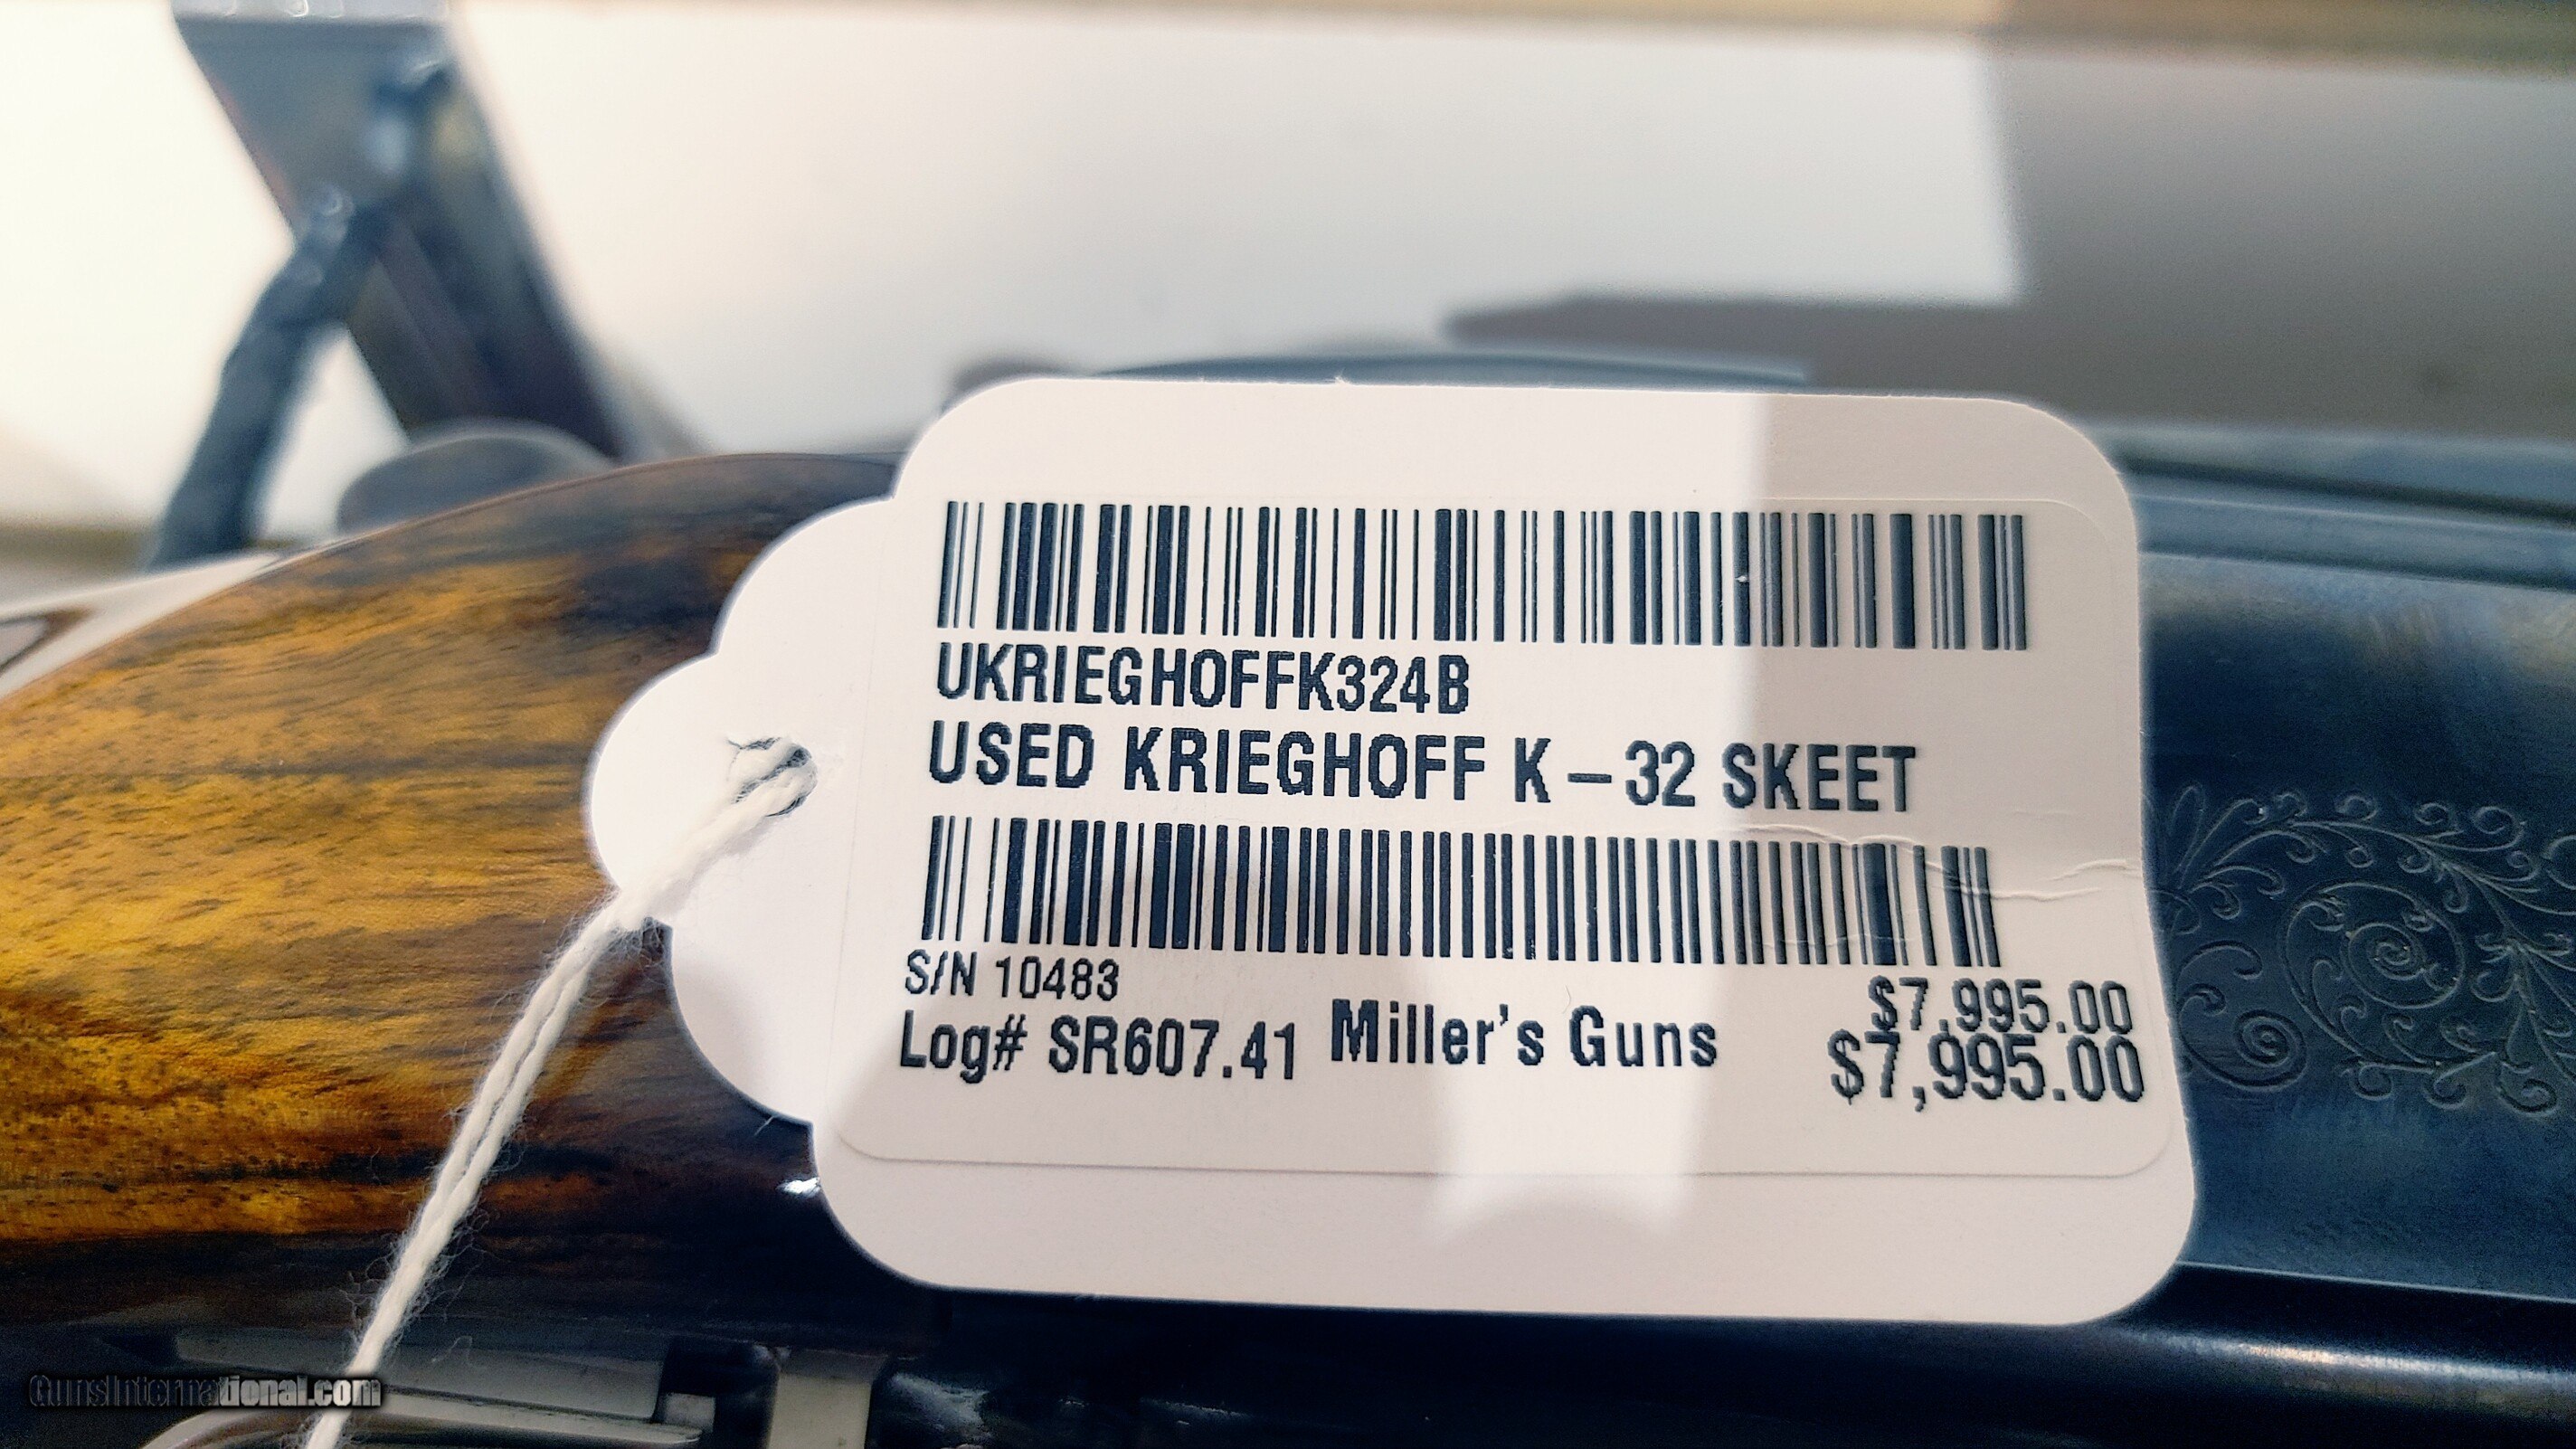 UKRIEGHOFFK324B
USED KRIEGHOFF K-32 SKEET
S/N 10483
$7,995.00
Log# SR607.41 Miller's Guns $7,995.00
GunsInternational.com